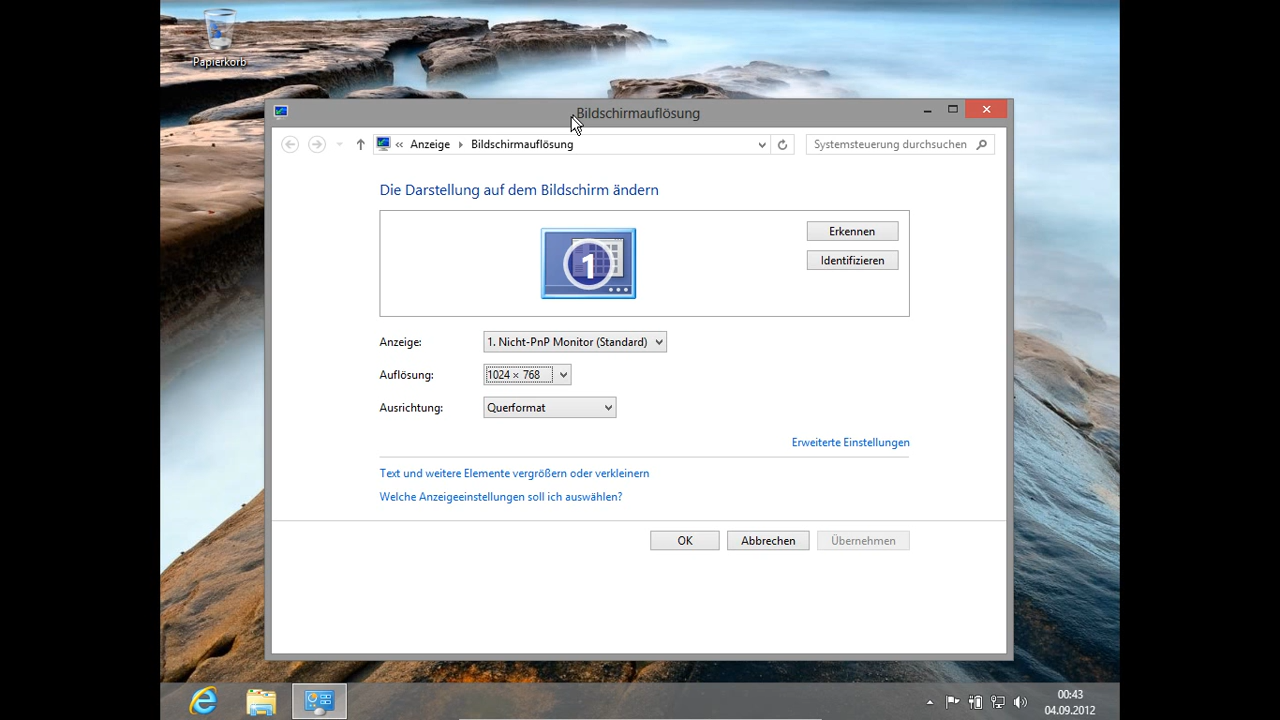 Papierkorb
Bildschirmauflösung
« Anzeige Bildschirmauflösung
Systemsteuerung durchsuchen
Die Darstellung auf dem Bildschirm ändern
1
Erkennen
Identifizieren
Anzeige: 1. Nicht-PnP Monitor (Standard)
Auflösung: 1024 × 768
Ausrichtung: Querformat
Erweiterte Einstellungen
Text und weitere Elemente vergrößern oder verkleinern
Welche Anzeigeeinstellungen soll ich auswählen?
OK Abbrechen Übernehmen
00:43
04.09.2012